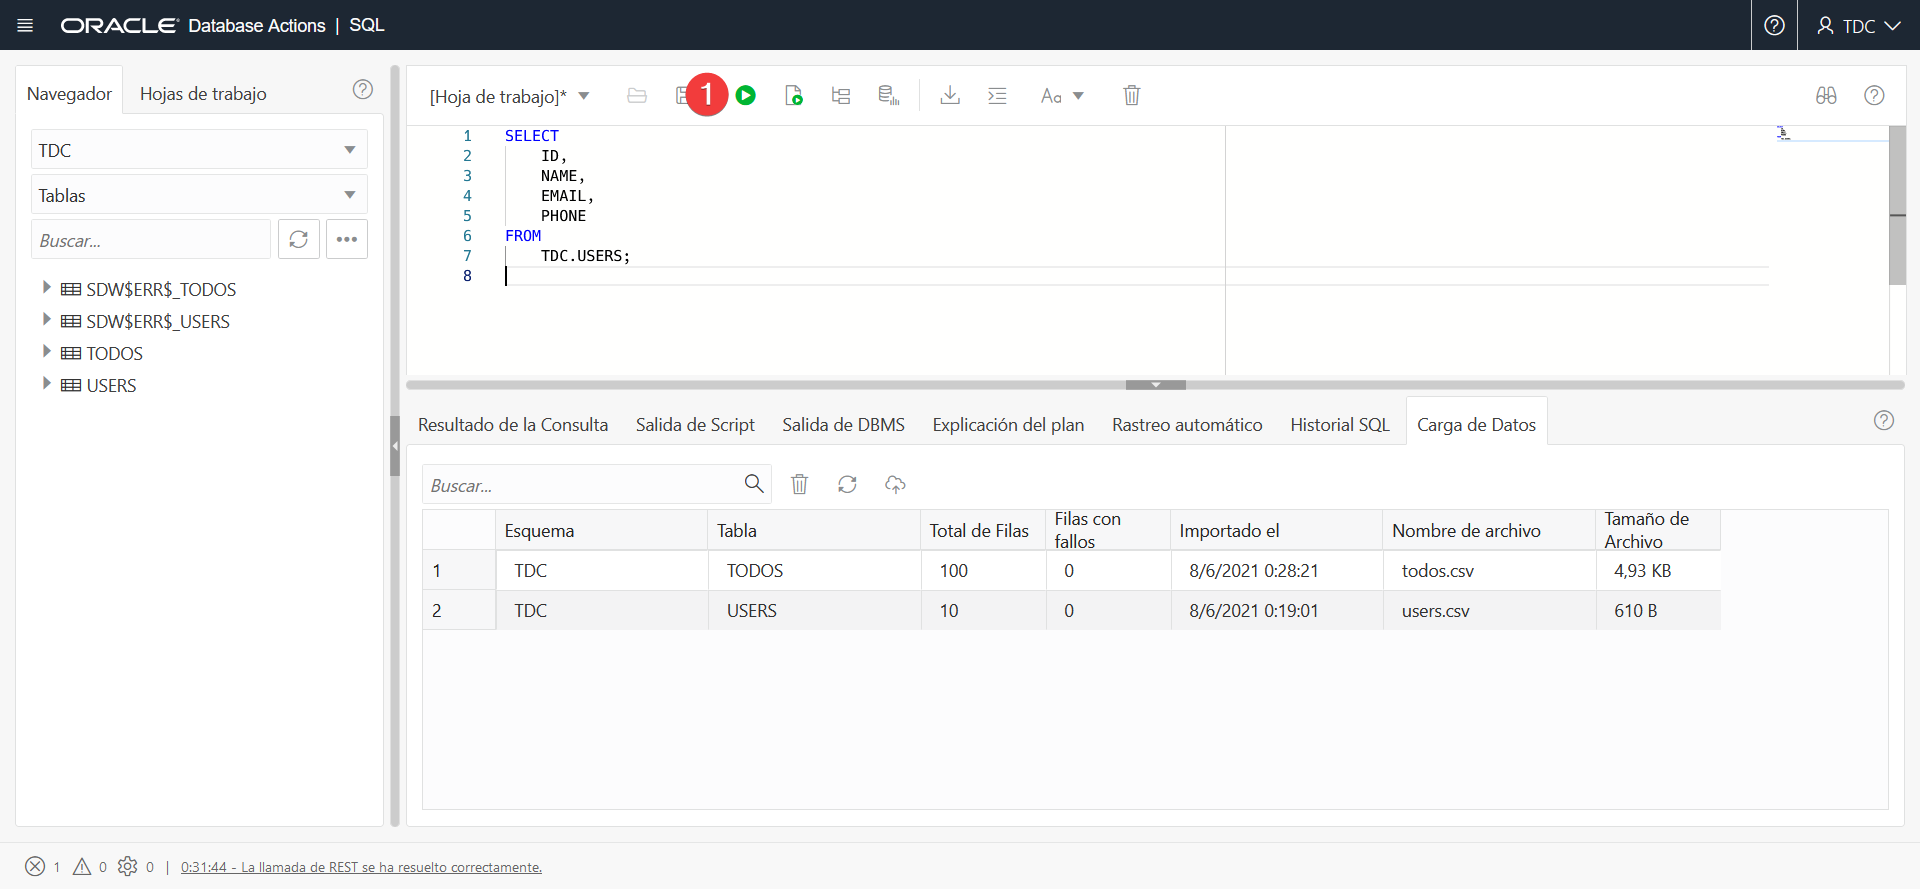 ORACLE Database Actions | SQL
TDC
Navegador
Hojas de trabajo
TDC
Tablas
Buscar...
SDW$ERR$_TODOS
SDW$ERR$_USERS
TODOS
USERS
[Hoja de trabajo]*
1
Aa
1 SELECT
2 ID,
3 NAME,
4 EMAIL,
5 PHONE
6 FROM
7 TDC.USERS;
8
Resultado de la Consulta
Salida de Script
Salida de DBMS
Explicación del plan
Rastreo automático
Historial SQL
Carga de Datos
Buscar...
Esquema Tabla Total de Filas Filas con fallos Importado el Nombre de archivo Tamaño de Archivo
1 TDC TODOS 100 0 8/6/2021 0:28:21 todos.csv 4,93 KB
2 TDC USERS 10 0 8/6/2021 0:19:01 users.csv 610 B
1 0 0 | 0:31:44 - La llamada de REST se ha resuelto correctamente.